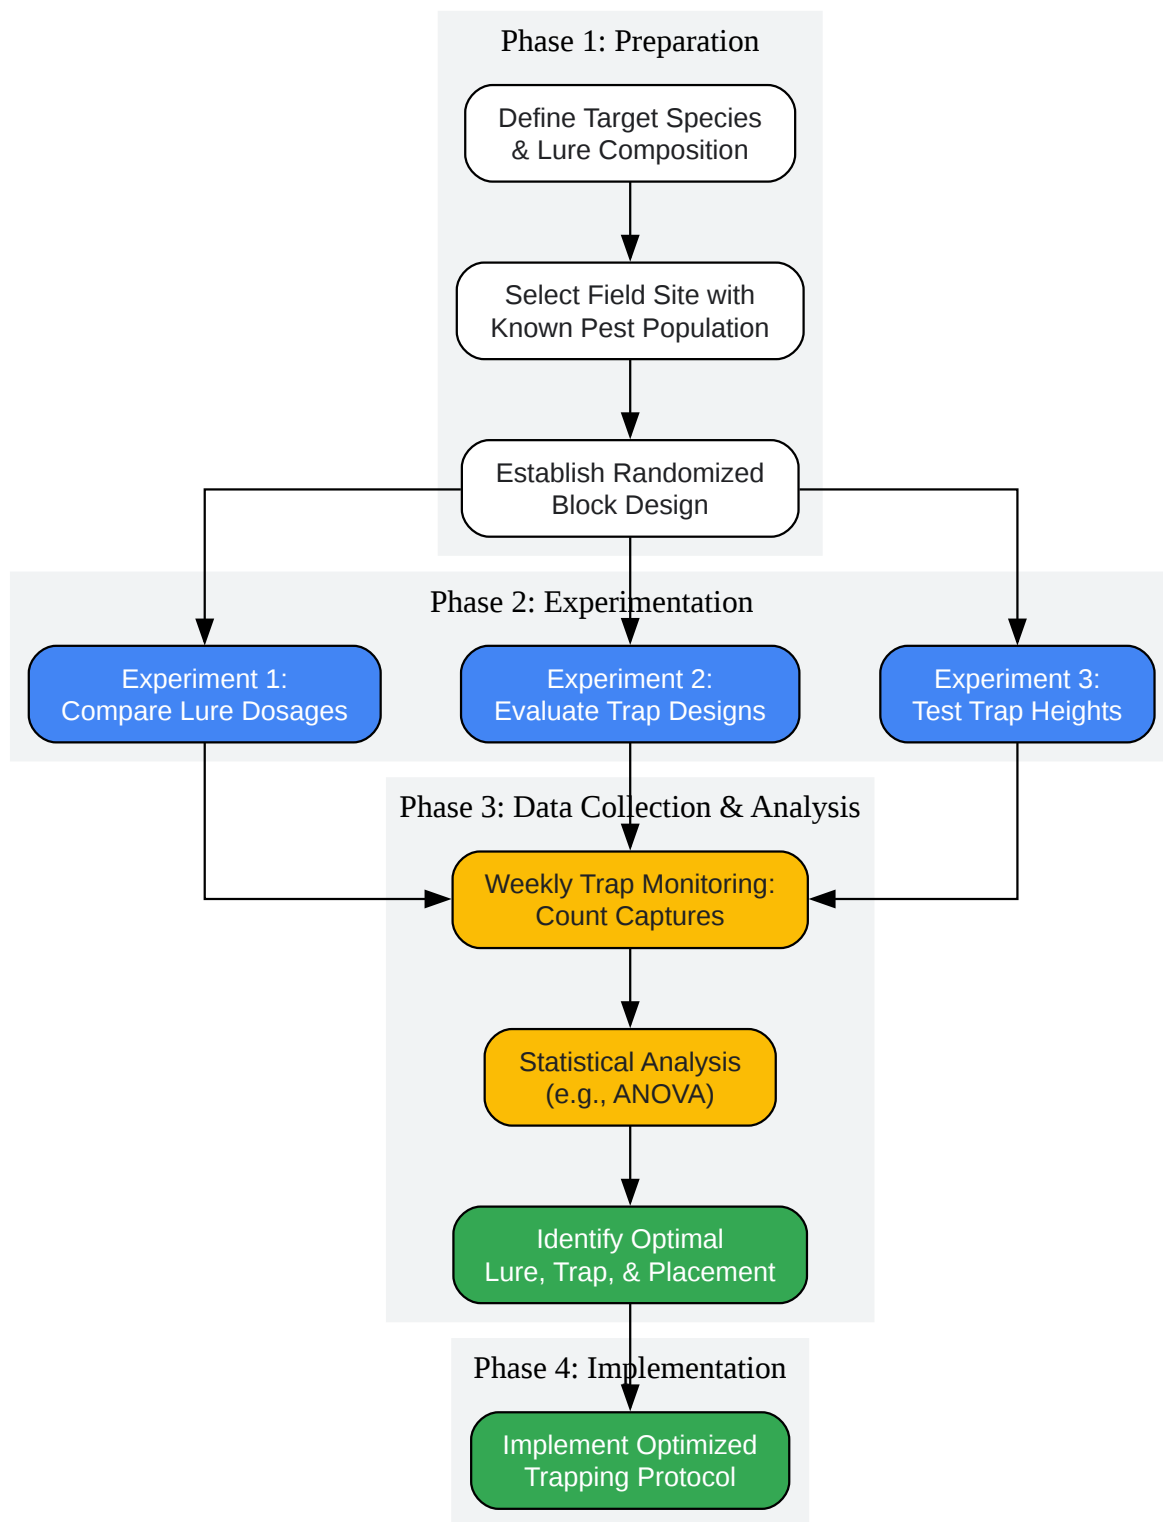 Phase 1: Preparation
Define Target Species
& Lure Composition
Select Field Site with
Known Pest Population
Establish Randomized
Block Design
Phase 2: Experimentation
Experiment 1:
Compare Lure Dosages
Experiment 2:
Evaluate Trap Designs
Experiment 3:
Test Trap Heights
Phase 3: Data Collection & Analysis
Weekly Trap Monitoring:
Count Captures
Statistical Analysis
(e.g., ANOVA)
Identify Optimal
Lure, Trap, & Placement
Phase 4: Implementation
Implement Optimized
Trapping Protocol